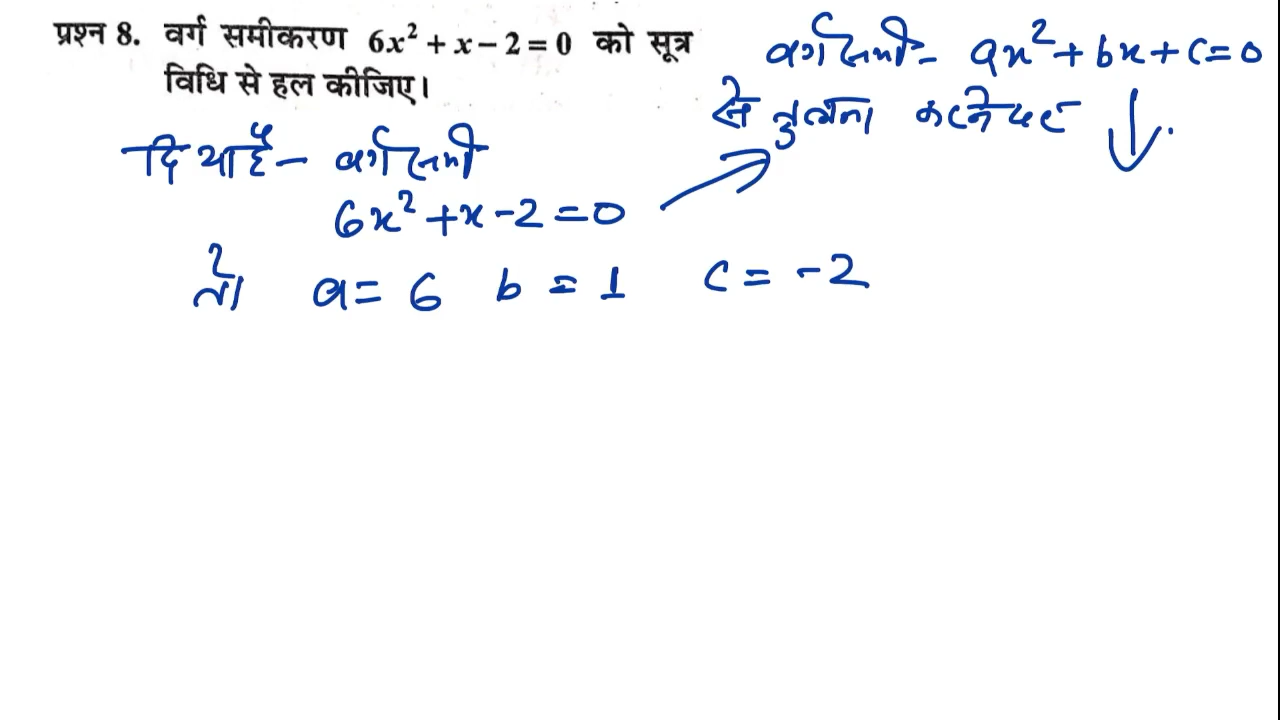 प्रश्न 8. वर्ग समीकरण 6x² + x – 2 = 0 को सूत्र
विधि से हल कीजिए।
वर्ग समी- ax² + bx + c = 0
से तुलना करने पर
दिया है – वर्ग समी
6x² + x - 2 = 0
तो a = 6 b = 1 c = -2